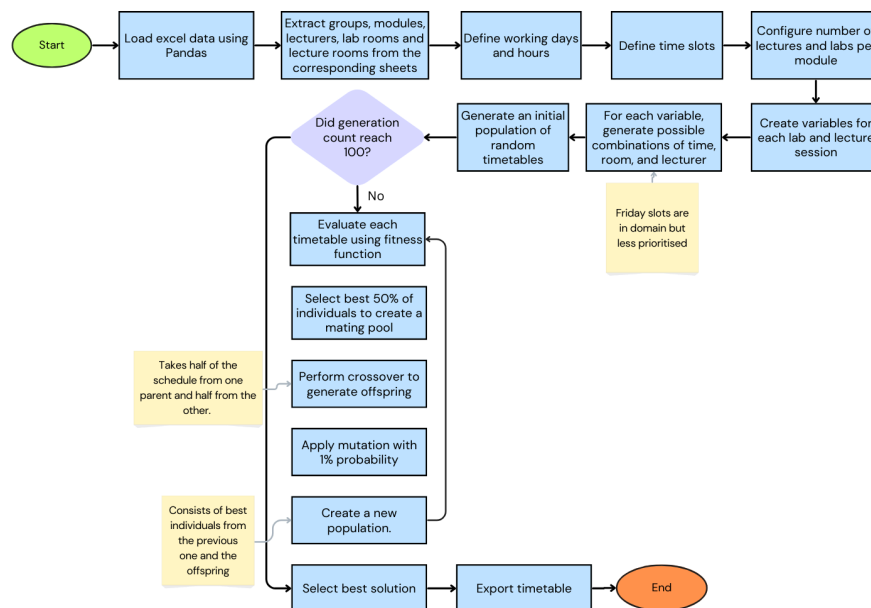 Start
Load excel data using
Pandas
Extract groups, modules,
lecturers, lab rooms and
lecture rooms from the
corresponding sheets
Define working days
and hours
Define time slots
Configure number o
lectures and labs pe
module
Did generation
count reach
100?
Generate an initial
population of
random
timetables
For each variable,
generate possible
combinations of time,
room, and lecturer
Create variables for
each lab and lecture
session
No
Friday slots are
in domain but
less prioritised
Evaluate each
timetable using fitness
function
Select best 50% of
individuals to create a
mating pool
Takes half of the
schedule from one
parent and half from the
other.
Perform crossover to
generate offspring
Apply mutation with
1% probability
Consists of best
individuals from
the previous
one and the
offspring
Create a new
population.
Select best solution
Export timetable
End